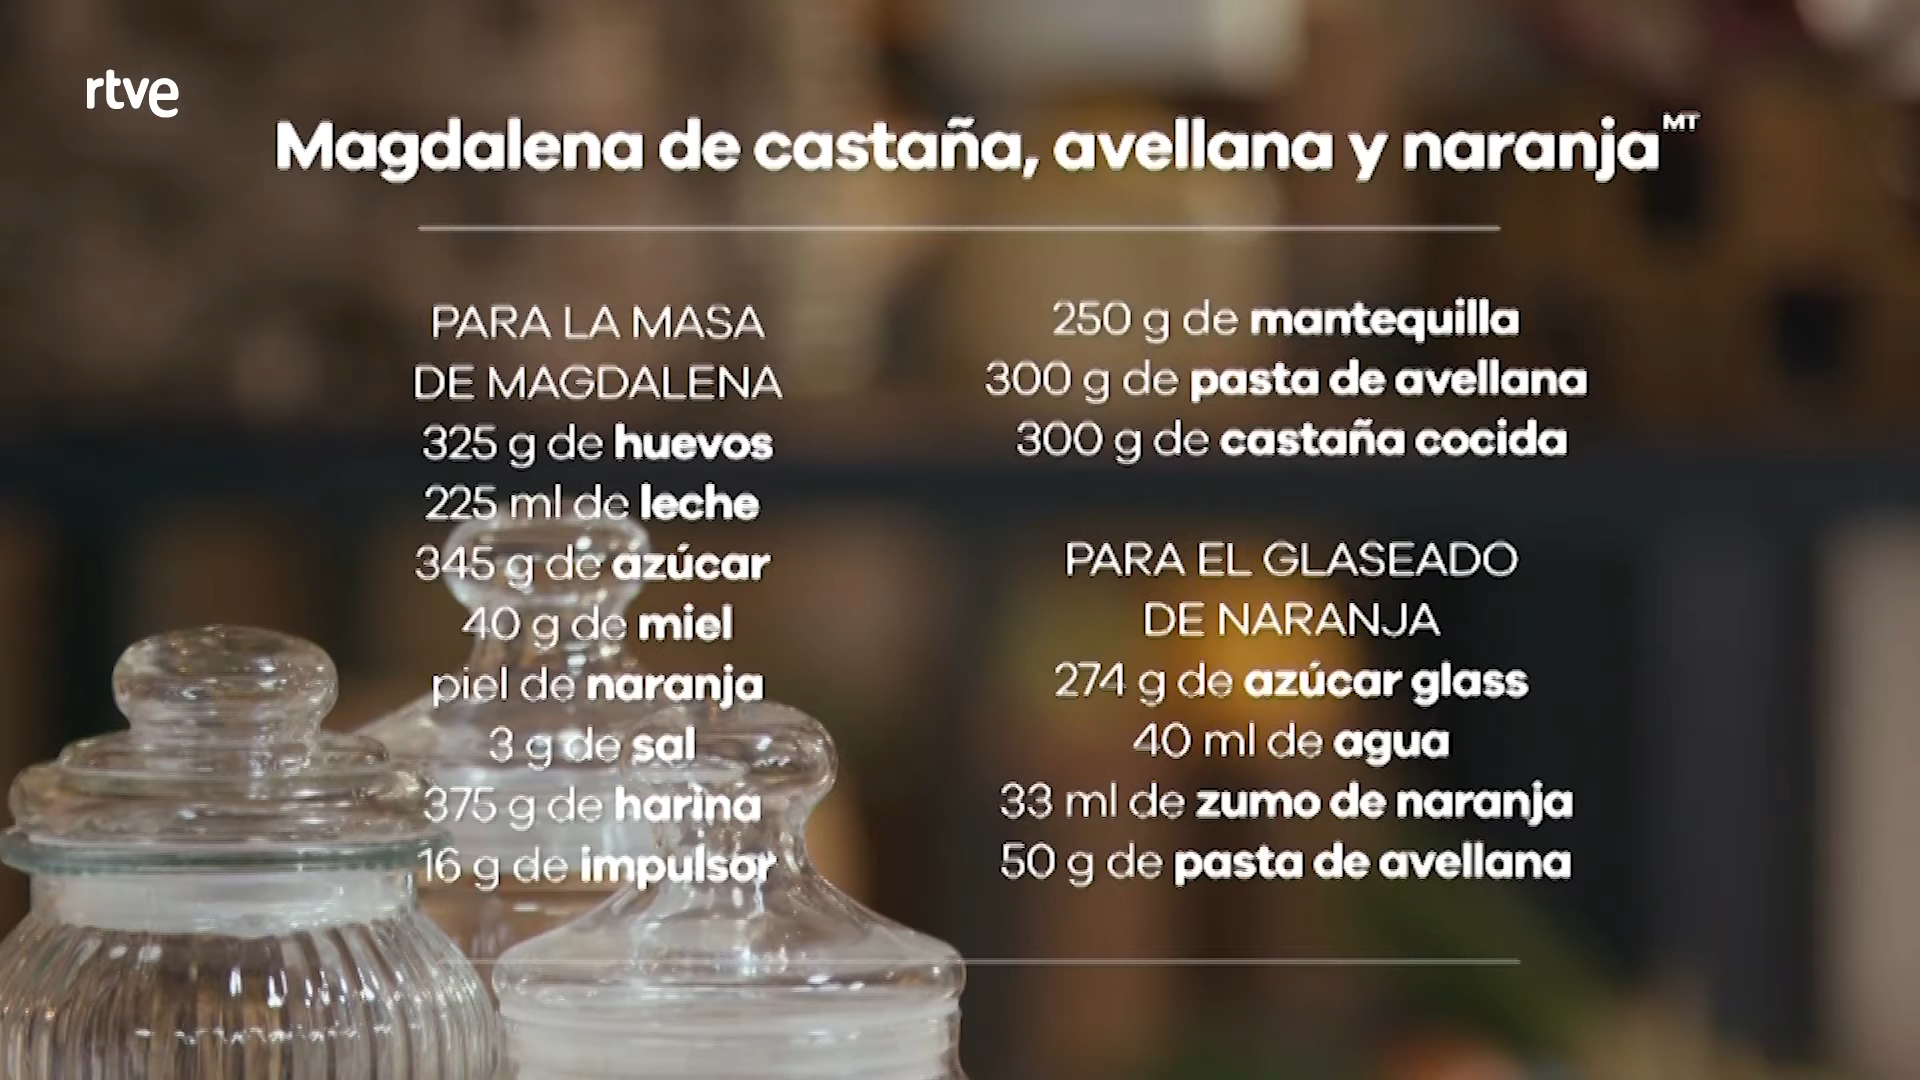 rtve
Magdalena de castaña, avellana y naranja MT
PARA LA MASA
DE MAGDALENA
325 g de huevos
225 ml de leche
345 g de azúcar
40 g de miel
piel de naranja
3 g de sal
375 g de harina
16 g de impulsor
250 g de mantequilla
300 g de pasta de avellana
300 g de castaña cocida
PARA EL GLASEADO
DE NARANJA
274 g de azúcar glass
40 ml de agua
33 ml de zumo de naranja
50 g de pasta de avellana